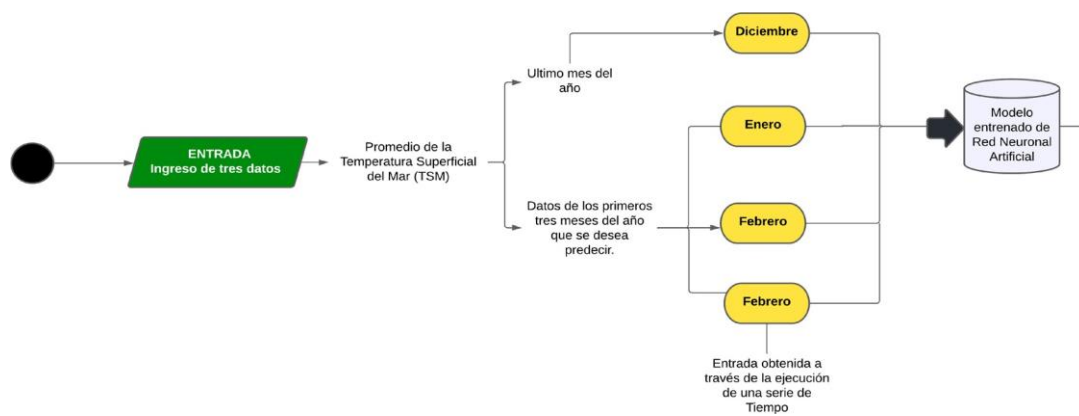 ENTRADA
Ingreso de tres datos
Promedio de la
Temperatura Superficial
del Mar (TSM)
Ultimo mes del
año
Datos de los primeros
tres meses del año
que se desea
predecir.
Diciembre
Enero
Febrero
Febrero
Entrada obtenida a
través de la ejecución
de una serie de
Tiempo
Modelo
entrenado de
Red Neuronal
Artificial